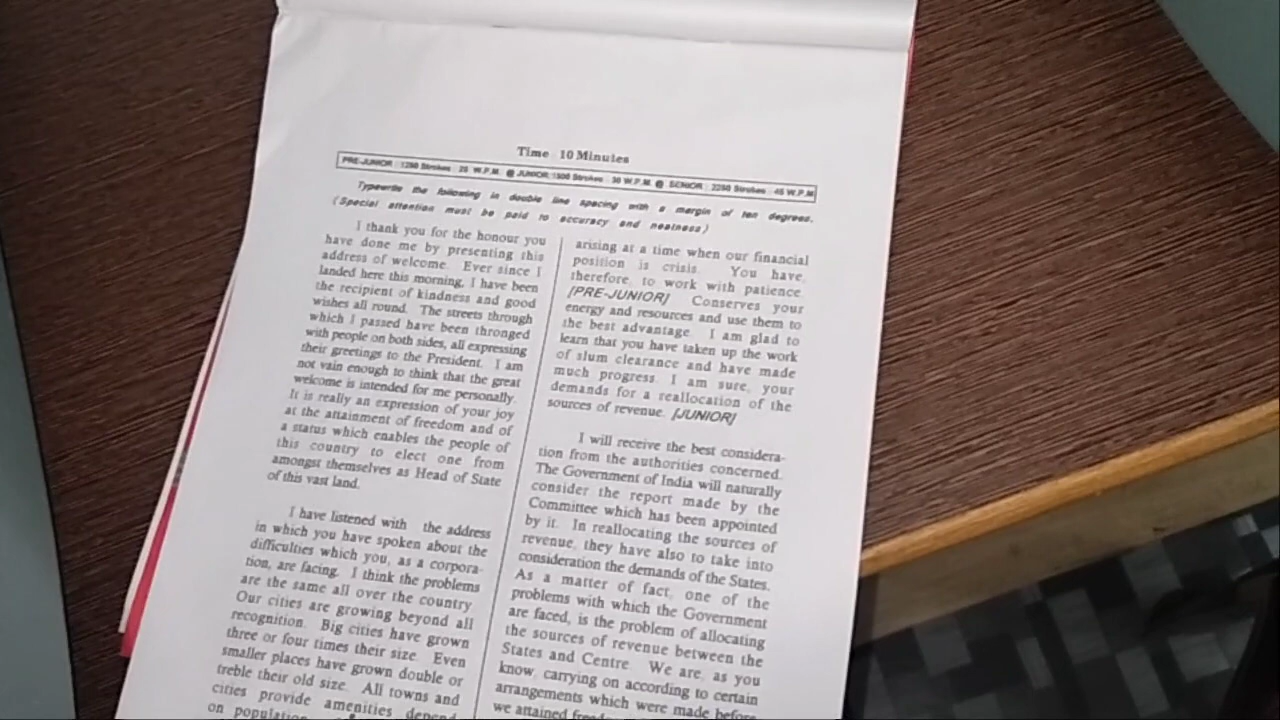 Time 10 Minutes
PRE-JUNIOR : 1250 Strokes : 25 W.P.M. @ JUNIOR: 1500 Strokes : 30 W.P.M. @ SENIOR : 2250 Strokes : 45 W.P.M
Typewrite the following in double line spacing with a margin of ten degrees.
(Special attention must be paid to accuracy and neatness)
I thank you for the honour you
have done me by presenting this
address of welcome. Ever since I
landed here this morning, I have been
the recipient of kindness and good
wishes all round. The streets through
which I passed have been thronged
with people on both sides, all expressing
their greetings to the President. I am
not vain enough to think that the great
welcome is intended for me personally.
It is really an expression of your joy
at the attainment of freedom and of
a status which enables the people of
this country to elect one from
amongst themselves as Head of State
of this vast land.
I have listened with the address
in which you have spoken about the
difficulties which you, as a corpora-
tion, are facing. I think the problems
are the same all over the country.
Our cities are growing beyond all
recognition. Big cities have grown
three or four times their size. Even
smaller places have grown double or
treble their old size. All towns and
cities provide amenities depend
on population
arising at a time when our financial
position is crisis. You have,
therefore, to work with patience.
[PRE-JUNIOR] Conserves your
energy and resources and use them to
the best advantage. I am glad to
learn that you have taken up the work
of slum clearance and have made
much progress. I am sure, your
demands for a reallocation of the
sources of revenue. [JUNIOR]
I will receive the best considera-
tion from the authorities concerned.
The Government of India will naturally
consider the report made by the
Committee which has been appointed
by it. In reallocating the sources of
revenue, they have also to take into
consideration the demands of the States.
As a matter of fact, one of the
problems with which the Government
are faced, is the problem of allocating
the sources of revenue between the
States and Centre. We are, as you
know, carrying on according to certain
arrangements which were made before
we attained